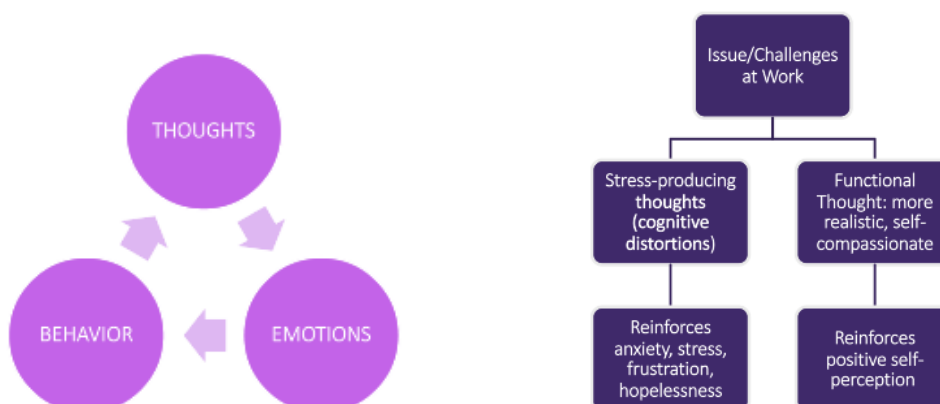 THOUGHTS
BEHAVIOR
EMOTIONS
Issue/Challenges
at Work
Stress-producing
thoughts
(cognitive
distortions)
Functional
Thought: more
realistic, self-
compassionate
Reinforces
anxiety, stress,
frustration,
hopelessness
Reinforces
positive self-
perception